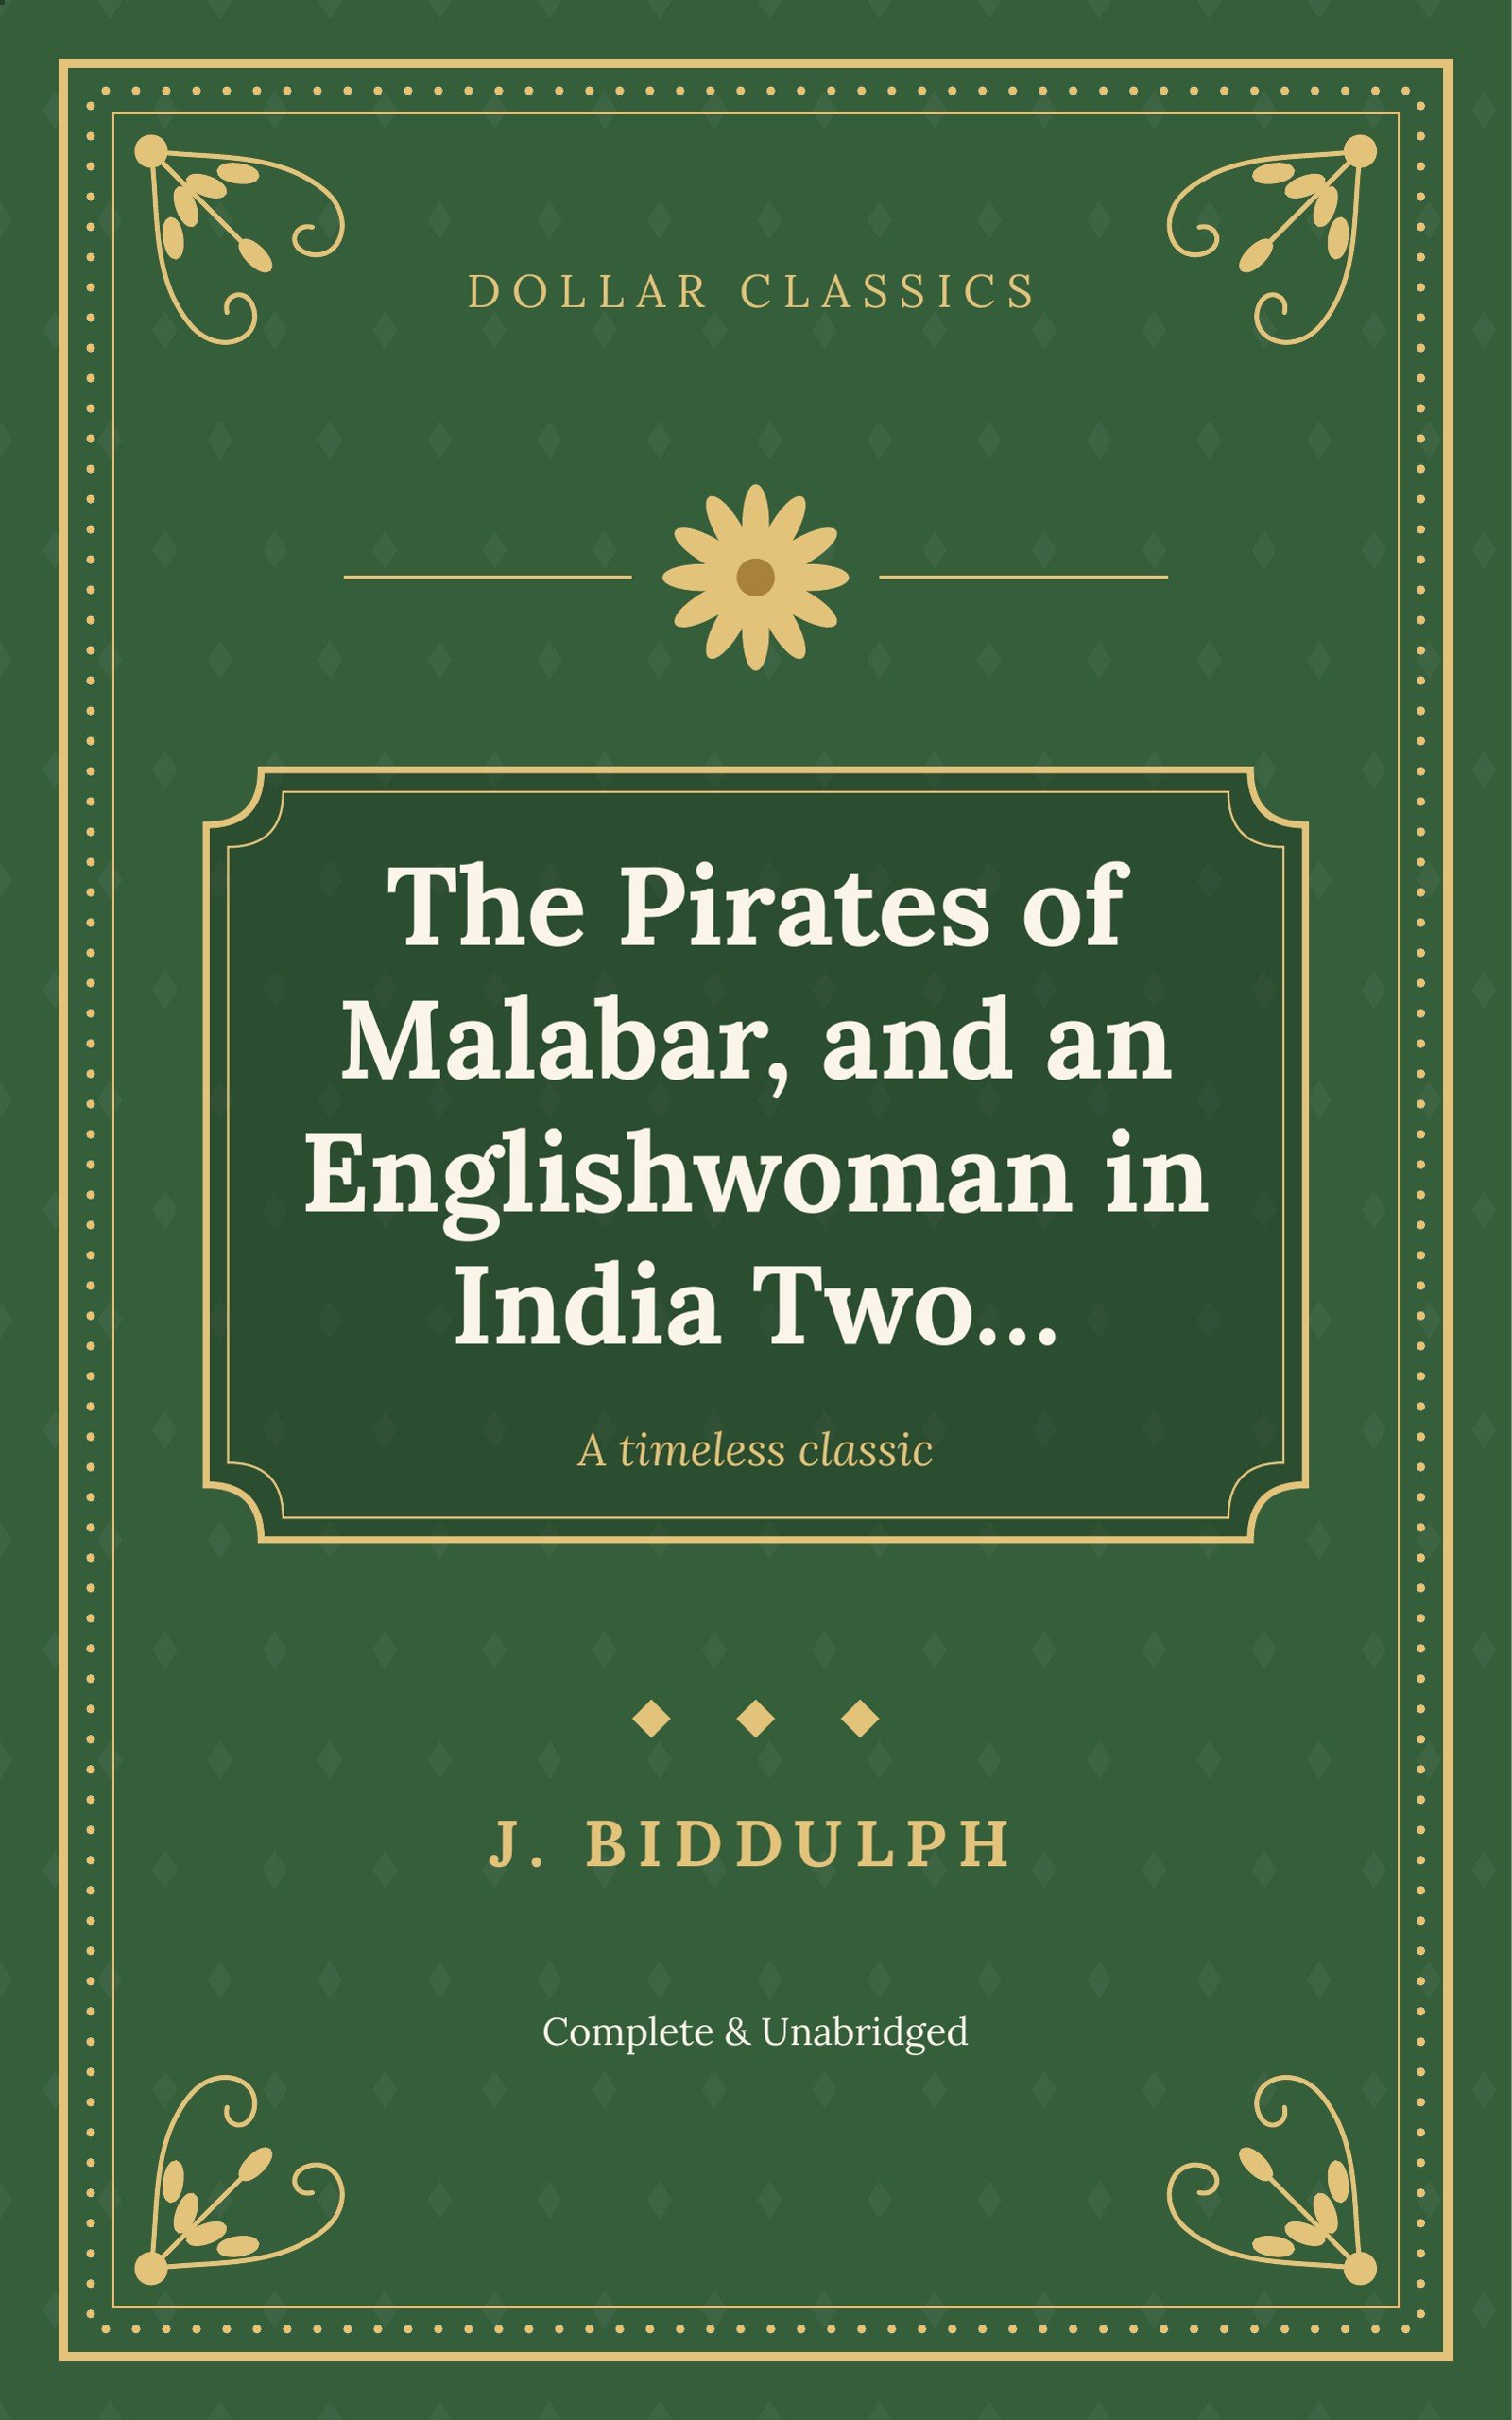 DOLLAR CLASSICS
The Pirates of
Malabar, and an
Englishwoman in
India Two...
A timeless classic
J. BIDDULPH
Complete & Unabridged